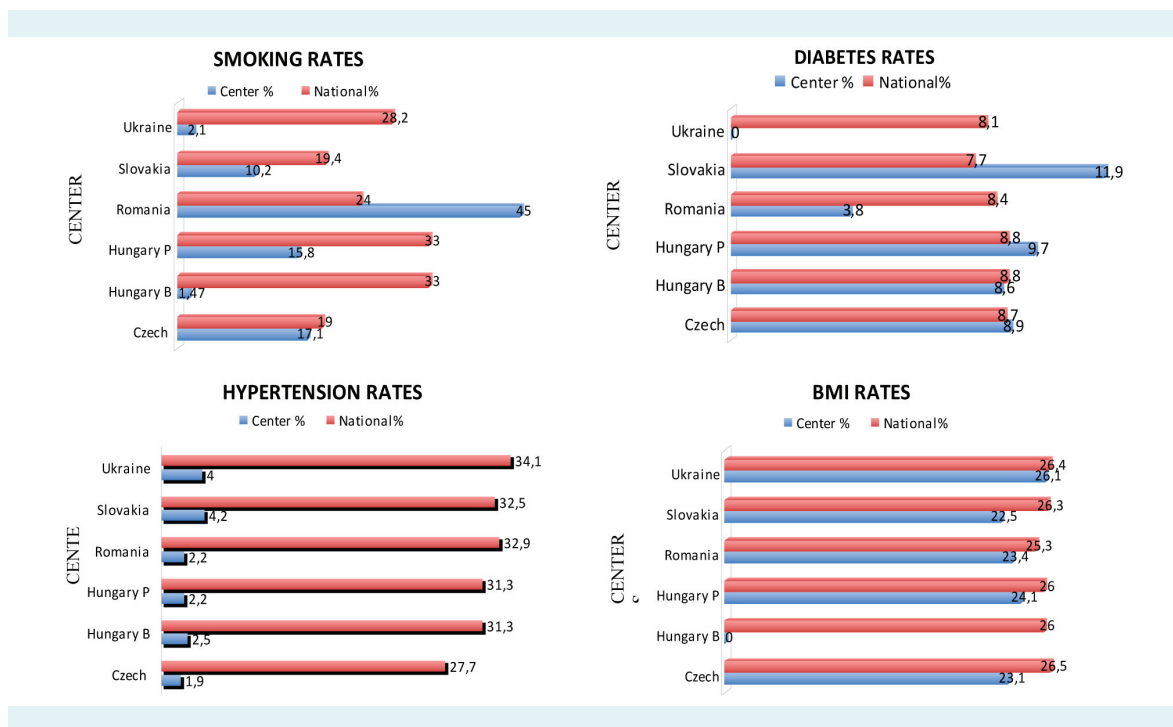 SMOKING RATES
Center % National%
CENTER
Ukraine 28,2 2,1
Slovakia 19,4 10,2
Romania 24 45
Hungary P 33 15,8
Hungary B 33 1,47
Czech 19 17,1
DIABETES RATES
Center % National%
CENTER
Ukraine 8,1 0
Slovakia 7,7 11,9
Romania 8,4 3,8
Hungary P 8,8 9,7
Hungary B 8,8 8,6
Czech 8,7 8,9
HYPERTENSION RATES
Center % National%
CENTE
Ukraine 34,1 4
Slovakia 32,5 4,2
Romania 32,9 2,2
Hungary P 31,3 2,2
Hungary B 31,3 2,5
Czech 27,7 1,9
BMI RATES
Center % National%
CENTER
Ukraine 26,4 26,1
Slovakia 26,3 22,5
Romania 25,3 23,4
Hungary P 26 24,1
Hungary B 26 0
Czech 26,5 23,1